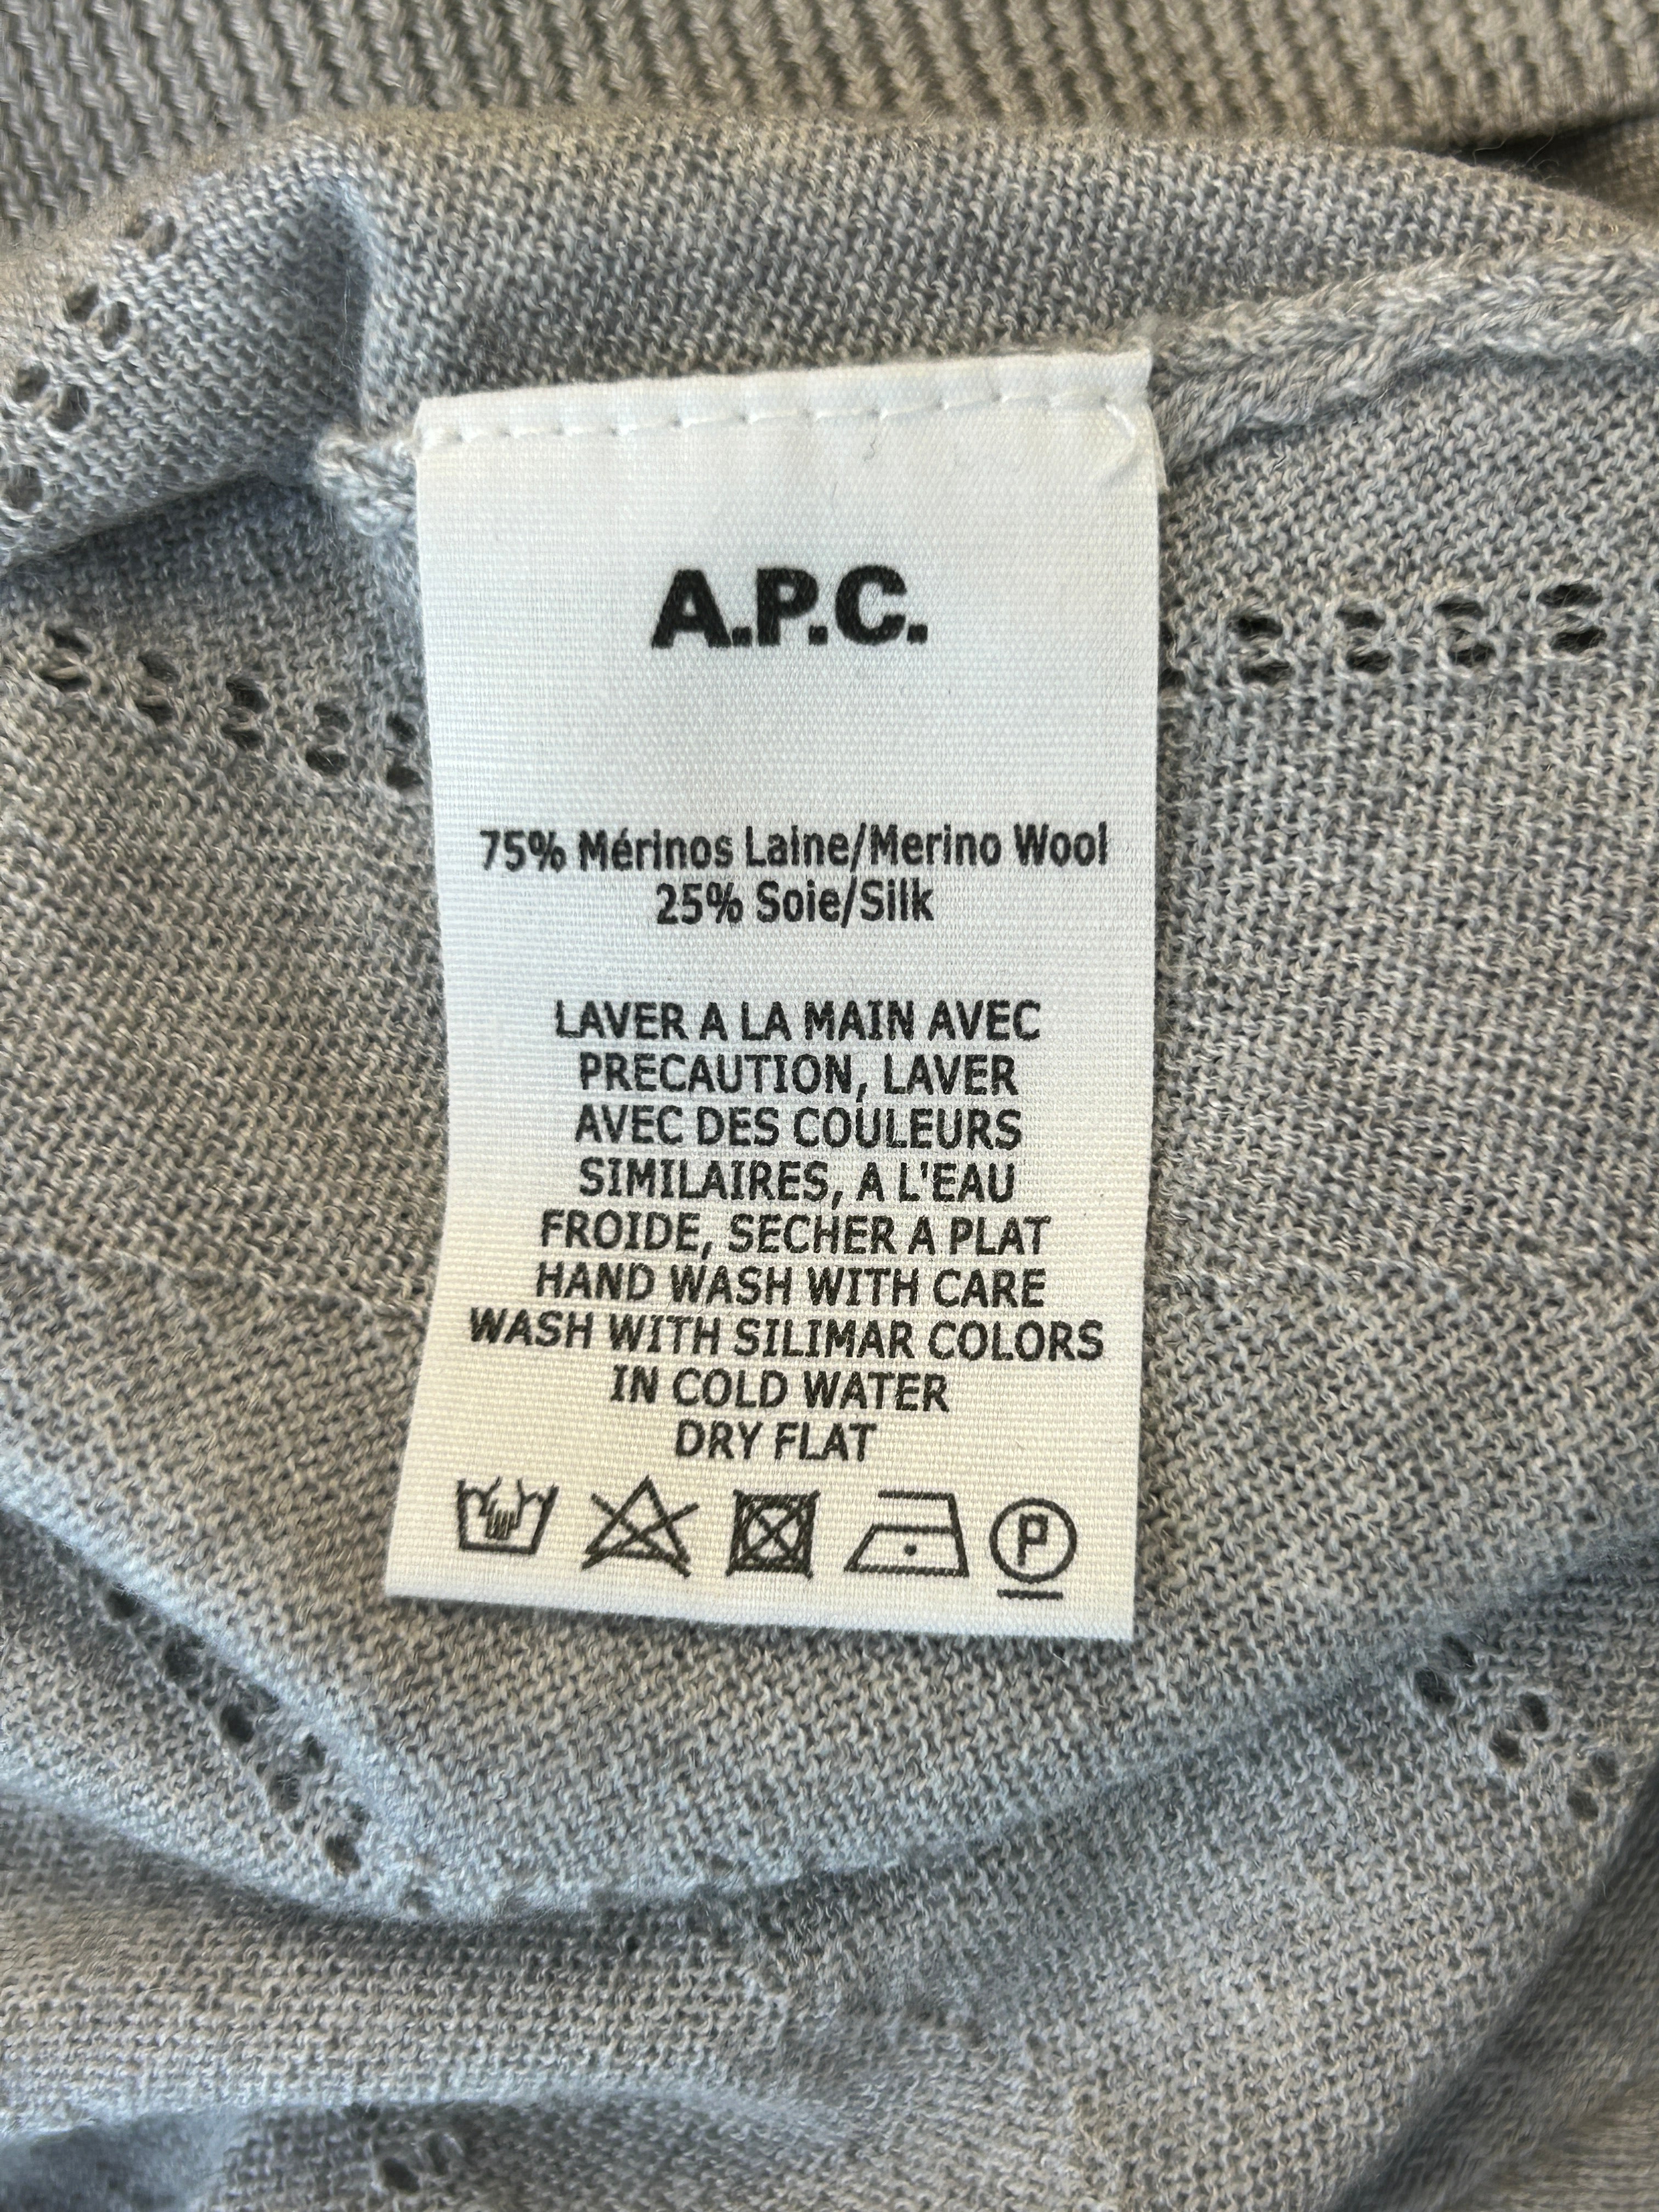 A.P.C.
75% Mérinos Laine/Merino Wool
25% Soie/Silk
LAVER A LA MAIN AVEC
PRECAUTION, LAVER
AVEC DES COULEURS
SIMILAIRES, A L'EAU
FROIDE, SECHER A PLAT
HAND WASH WITH CARE
WASH WITH SILIMAR COLORS
IN COLD WATER
DRY FLAT
P